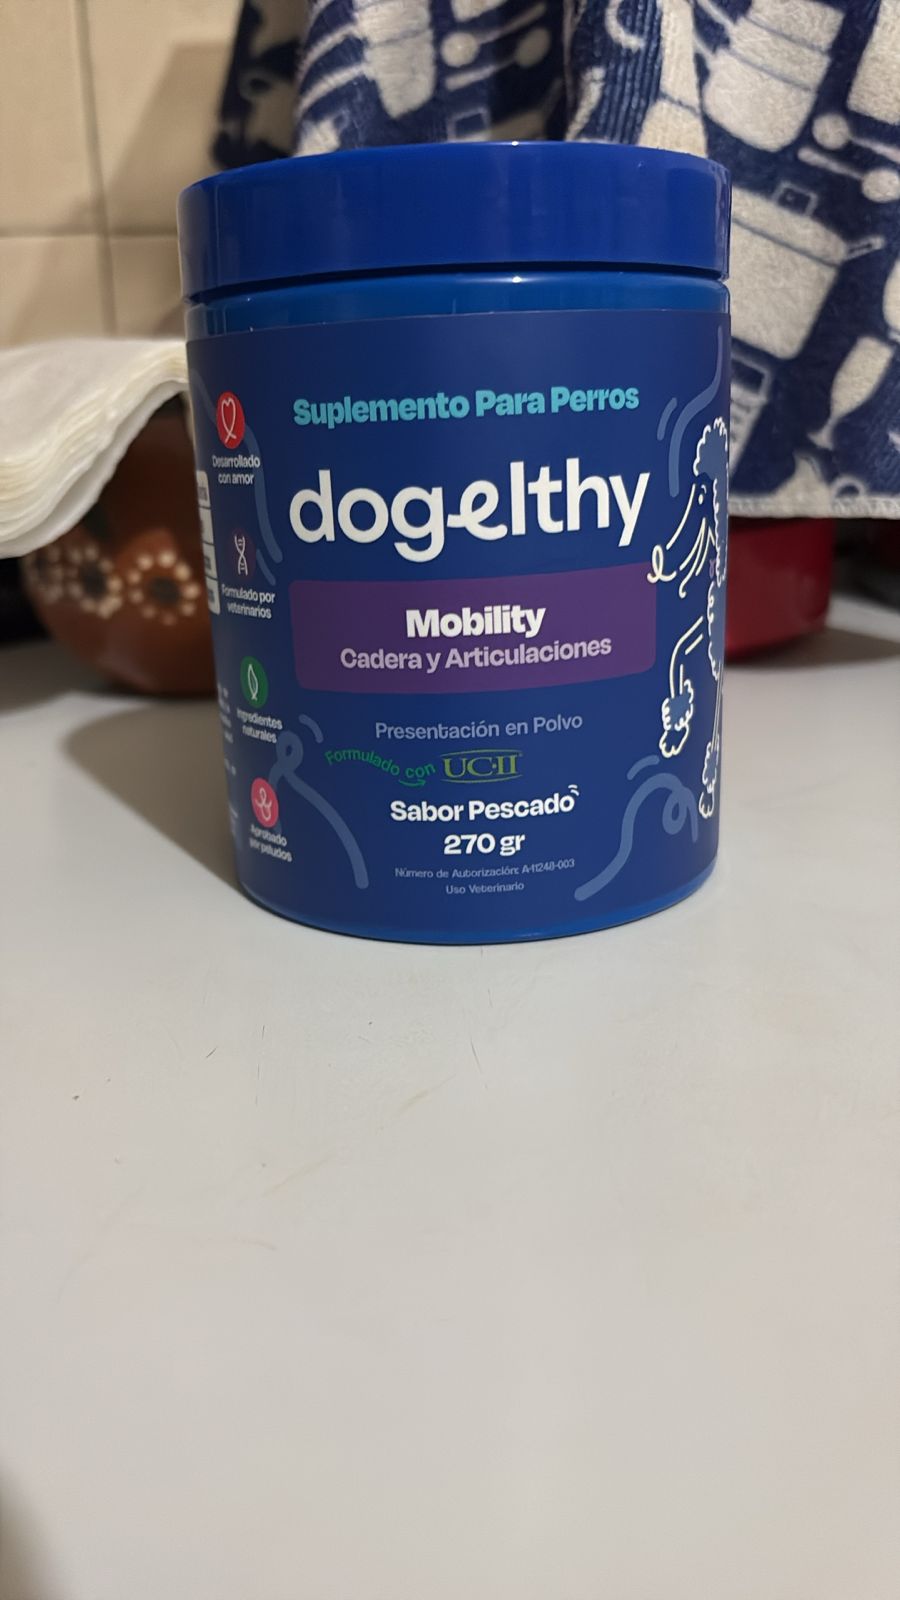 Suplemento Para Perros
dogelthy
Mobility
Cadera y Articulaciones
Presentación en Polvo
Formulado con UC-II
Sabor Pescado
270 gr
Número de Autorización: A-11248-003
Uso Veterinario
Desarrollado
con amor
Formulado por
veterinarios
Ingredientes
naturales
Aprobado
por peludos